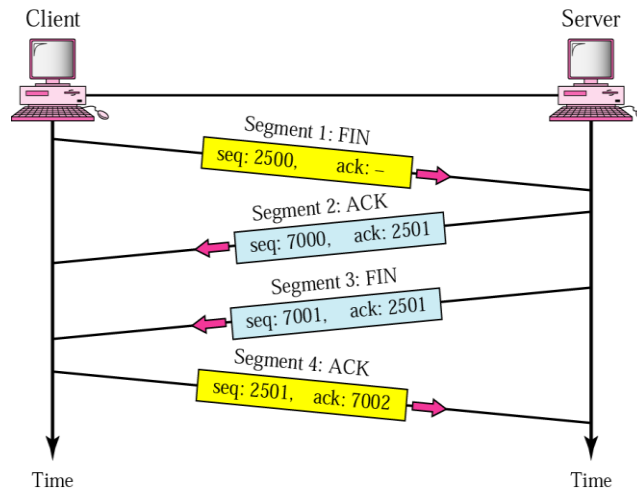 Client
Server
Segment 1: FIN
seq: 2500, ack: –
Segment 2: ACK
seq: 7000, ack: 2501
Segment 3: FIN
seq: 7001, ack: 2501
Segment 4: ACK
seq: 2501, ack: 7002
Time
Time